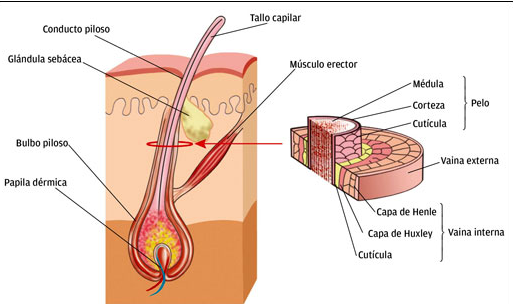 Conducto piloso
Tallo capilar
Glándula sebácea
Músculo erector
Bulbo piloso
Papila dérmica
Médula
Corteza
Cutícula
Pelo
Vaina externa
Capa de Henle
Capa de Huxley
Cutícula
Vaina interna